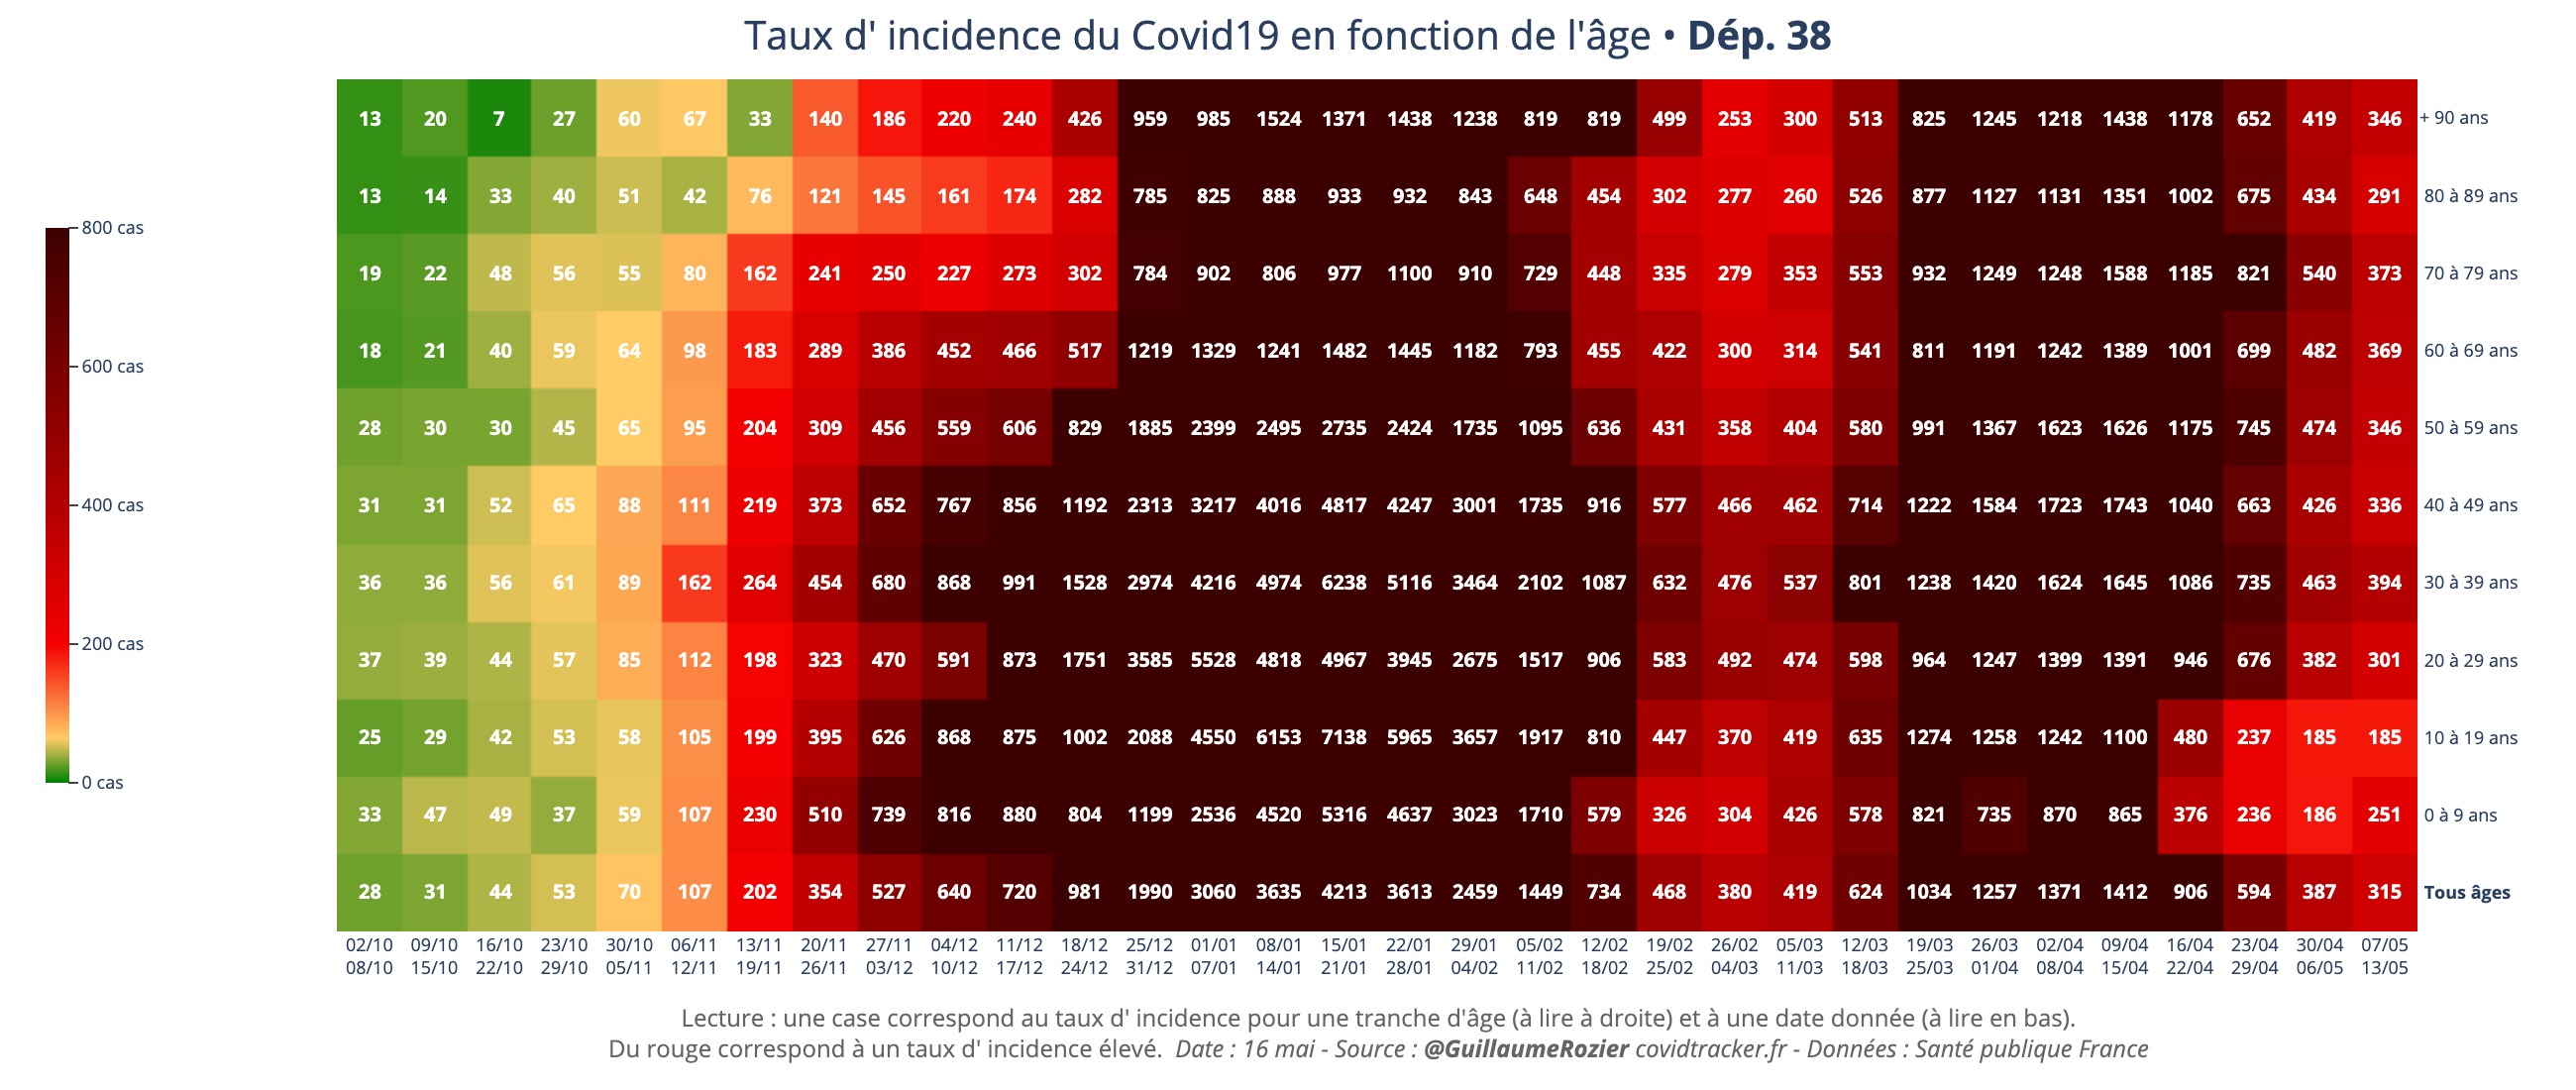 Taux d' incidence du Covid19 en fonction de l'âge • Dép. 38
800 cas
600 cas
400 cas
200 cas
0 cas
13 20 7 27 60 67 33 140 186 220 240 426 959 985 1524 1371 1438 1238 819 819 499 253 300 513 825 1245 1218 1438 1178 652 419 346 + 90 ans
13 14 33 40 51 42 76 121 145 161 174 282 785 825 888 933 932 843 648 454 302 277 260 526 877 1127 1131 1351 1002 675 434 291 80 à 89 ans
19 22 48 56 55 80 162 241 250 227 273 302 784 902 806 977 1100 910 729 448 335 279 353 553 932 1249 1248 1588 1185 821 540 373 70 à 79 ans
18 21 40 59 64 98 183 289 386 452 466 517 1219 1329 1241 1482 1445 1182 793 455 422 300 314 541 811 1191 1242 1389 1001 699 482 369 60 à 69 ans
28 30 30 45 65 95 204 309 456 559 606 829 1885 2399 2495 2735 2424 1735 1095 636 431 358 404 580 991 1367 1623 1626 1175 745 474 346 50 à 59 ans
31 31 52 65 88 111 219 373 652 767 856 1192 2313 3217 4016 4817 4247 3001 1735 916 577 466 462 714 1222 1584 1723 1743 1040 663 426 336 40 à 49 ans
36 36 56 61 89 162 264 454 680 868 991 1528 2974 4216 4974 6238 5116 3464 2102 1087 632 476 537 801 1238 1420 1624 1645 1086 735 463 394 30 à 39 ans
37 39 44 57 85 112 198 323 470 591 873 1751 3585 5528 4818 4967 3945 2675 1517 906 583 492 474 598 964 1247 1399 1391 946 676 382 301 20 à 29 ans
25 29 42 53 58 105 199 395 626 868 875 1002 2088 4550 6153 7138 5965 3657 1917 810 447 370 419 635 1274 1258 1242 1100 480 237 185 185 10 à 19 ans
33 47 49 37 59 107 230 510 739 816 880 804 1199 2536 4520 5316 4637 3023 1710 579 326 304 426 578 821 735 870 865 376 236 186 251 0 à 9 ans
28 31 44 53 70 107 202 354 527 640 720 981 1990 3060 3635 4213 3613 2459 1449 734 468 380 419 624 1034 1257 1371 1412 906 594 387 315 Tous âges
02/10 09/10 16/10 23/10 30/10 06/11 13/11 20/11 27/11 04/12 11/12 18/12 25/12 01/01 08/01 15/01 22/01 29/01 05/02 12/02 19/02 26/02 05/03 12/03 19/03 26/03 02/04 09/04 16/04 23/04 30/04 07/05
08/10 15/10 22/10 29/10 05/11 12/11 19/11 26/11 03/12 10/12 17/12 24/12 31/12 07/01 14/01 21/01 28/01 04/02 11/02 18/02 25/02 04/03 11/03 18/03 25/03 01/04 08/04 15/04 22/04 29/04 06/05 13/05
Lecture : une case correspond au taux d' incidence pour une tranche d'âge (à lire à droite) et à une date donnée (à lire en bas).
Du rouge correspond à un taux d' incidence élevé. Date : 16 mai - Source : @GuillaumeRozier covidtracker.fr - Données : Santé publique France